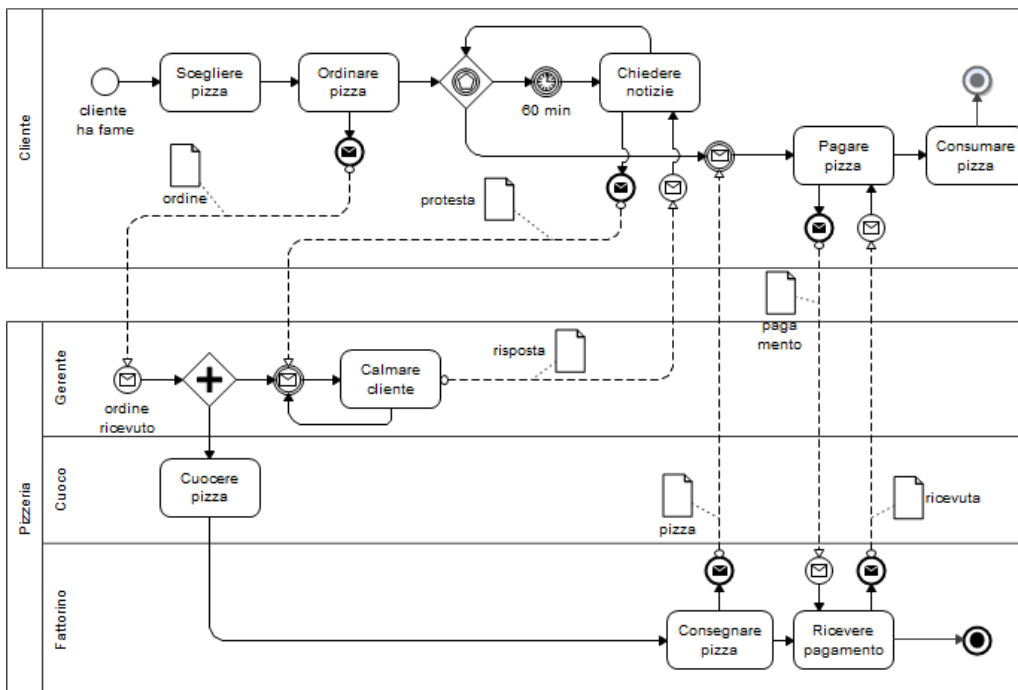 Cliente
cliente
ha fame
Scegliere
pizza
Ordinare
pizza
60 min
Chiedere
notizie
Pagare
pizza
Consumare
pizza
ordine
protesta
paga
mento
Pizzeria
Gerente
ordine
ricevuto
Calmare
cliente
risposta
Cuoco
Cuocere
pizza
pizza
ricevuta
Fattorino
Consegnare
pizza
Ricevere
pagamento